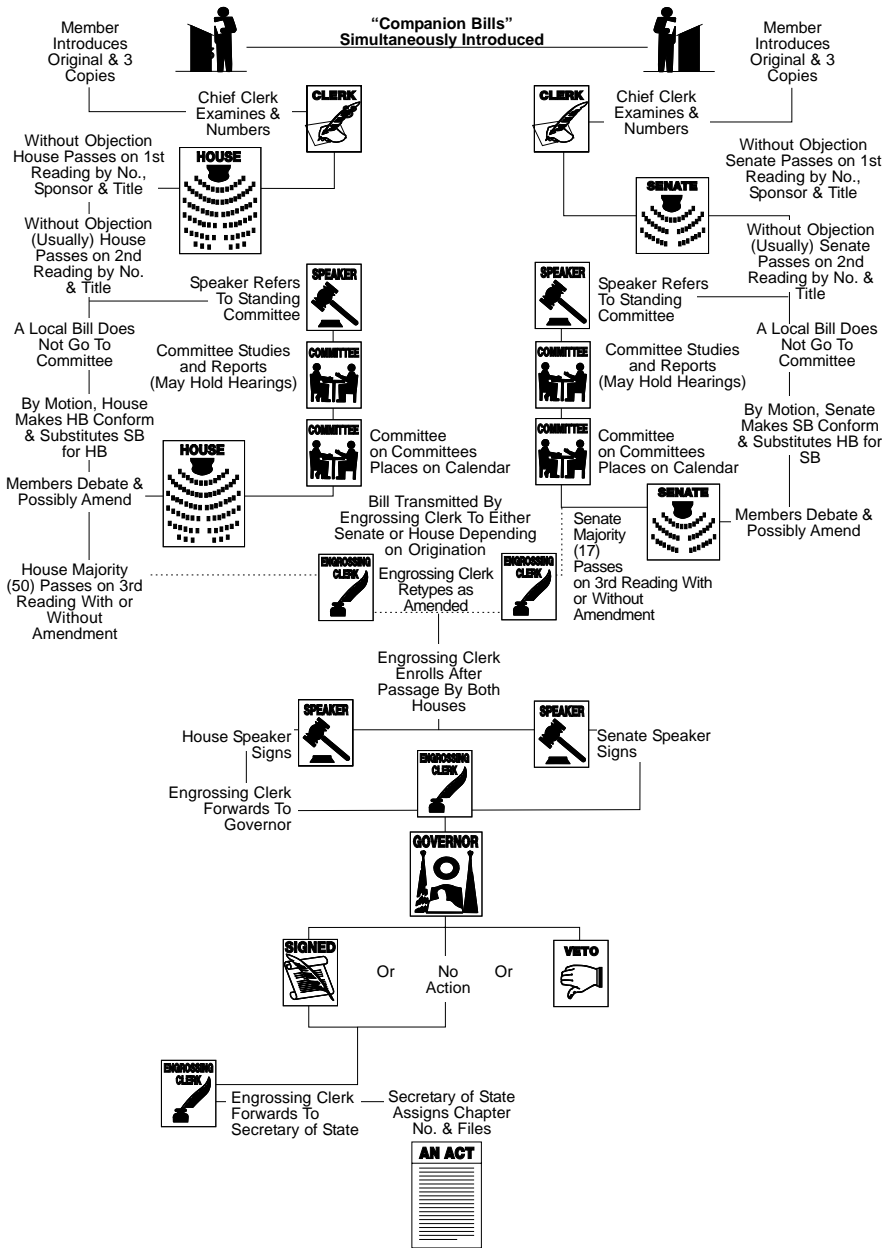 “Companion Bills”
Simultaneously Introduced
Member
Introduces
Original & 3
Copies
Chief Clerk
Examines &
Numbers
CLERK
Without Objection
House Passes on 1st
Reading by No.,
Sponsor & Title
HOUSE
Without Objection
(Usually) House
Passes on 2nd
Reading by No.
& Title
Speaker Refers
To Standing
Committee
SPEAKER
A Local Bill Does
Not Go To
Committee
Committee Studies
and Reports
(May Hold Hearings)
COMMITTEE
By Motion, House
Makes HB Conform
& Substitutes SB
for HB
HOUSE
COMMITTEE
Committee
on Committees
Places on Calendar
Members Debate &
Possibly Amend
House Majority
(50) Passes on 3rd
Reading With or
Without
Amendment
Member
Introduces
Original & 3
Copies
CLERK
Chief Clerk
Examines &
Numbers
Without Objection
Senate Passes on 1st
Reading by No.,
Sponsor & Title
SENATE
Without Objection
(Usually) Senate
Passes on 2nd
Reading by No. &
Title
SPEAKER
Speaker Refers
To Standing
Committee
A Local Bill Does
Not Go To
Committee
COMMITTEE
Committee Studies
and Reports
(May Hold Hearings)
By Motion, Senate
Makes SB Conform
& Substitutes HB for
SB
COMMITTEE
Committee
on Committees
Places on Calendar
SENATE
Members Debate &
Possibly Amend
Senate
Majority
(17)
Passes
on 3rd Reading With
or Without
Amendment
Bill Transmitted By
Engrossing Clerk To Either
Senate or House Depending
on Origination
ENGROSSING
CLERK
Engrossing Clerk
Retypes as
Amended
ENGROSSING
CLERK
Engrossing Clerk
Enrolls After
Passage By Both
Houses
House Speaker
Signs
SPEAKER
SPEAKER
Senate Speaker
Signs
Engrossing Clerk
Forwards To
Governor
ENGROSSING
CLERK
GOVERNOR
SIGNED
Or
No
Action
Or
VETO
ENGROSSING
CLERK
Engrossing Clerk
Forwards To
Secretary of State
Secretary of State
Assigns Chapter
No. & Files
AN ACT